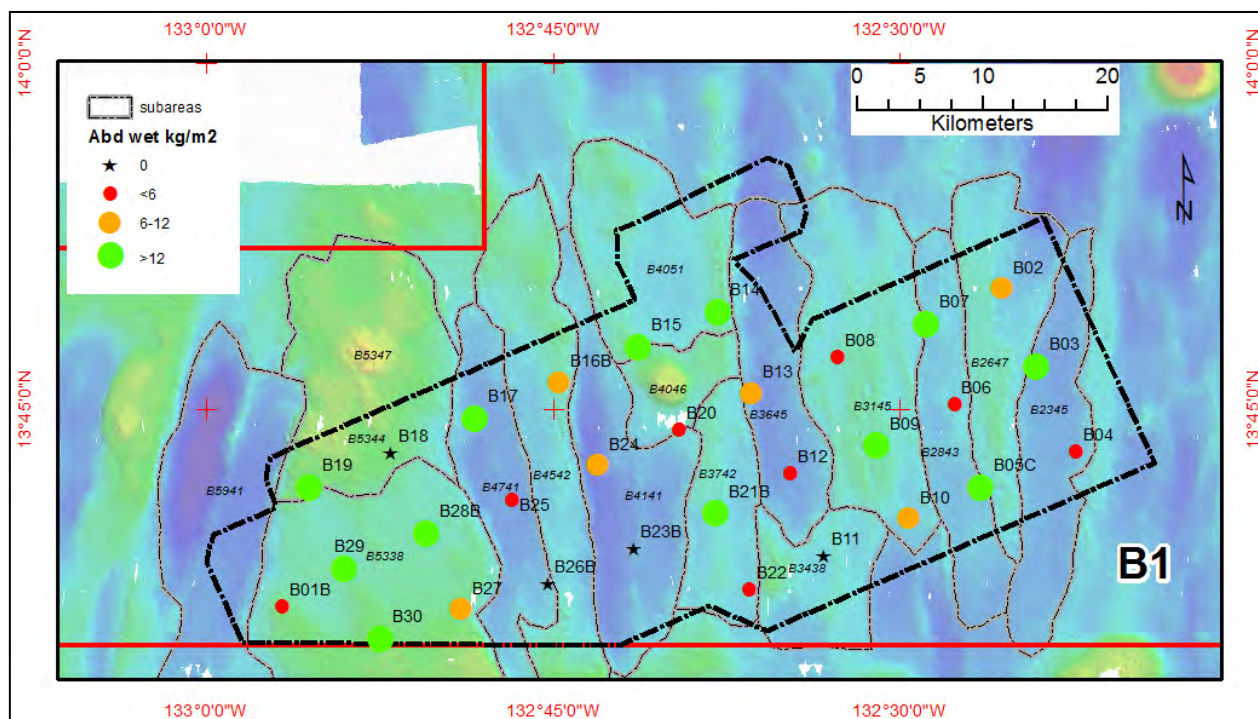 133°0'0"W 132°45'0"W 132°30'0"W
14°0'0"N
14°0'0"N
0 5 10 20
Kilometers
subareas
Abd wet kg/m2
0
<6
6-12
>12
N
B02
B4051
B14
B07
B15
B08
B03
B5347
B16B
B2647
B4046
B13
B06
13°45'0"N
13°45'0"N
B17
B3645
B3145
B2345
B20
B5344
B18
B09
B04
B24
B2843
B19
B4542
B12
B5941
B4741
B3742
B05C
B25
B4141
B21B
B10
B28B
B23B
B11
B29
B5338
B26B
B3438
B1
B22
B01B
B27
B30
133°0'0"W 132°45'0"W 132°30'0"W